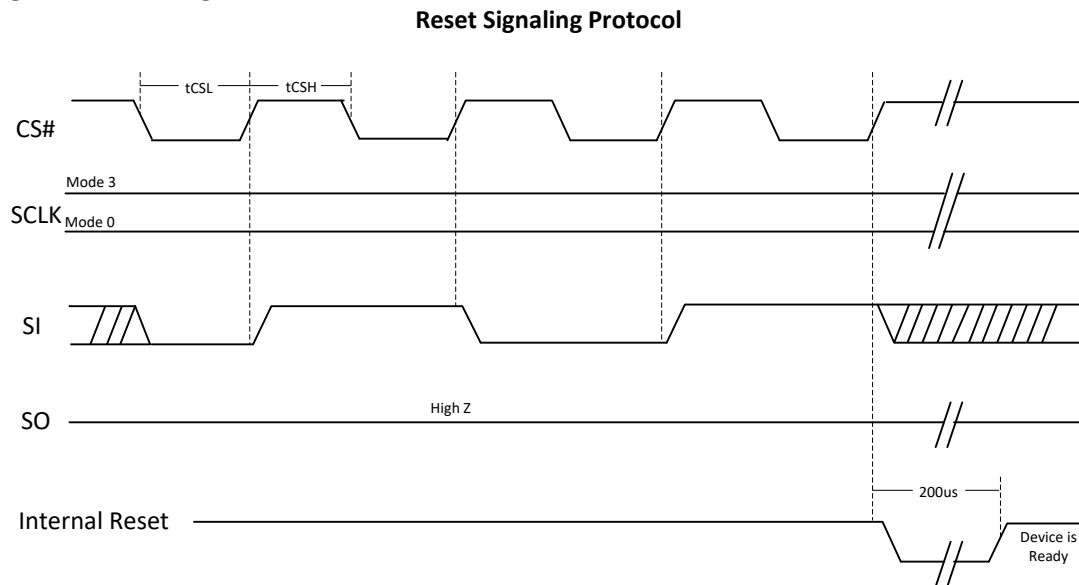 Reset Signaling Protocol
tCSL
tCSH
CS#
Mode 3
SCLK
Mode 0
SI
High Z
SO
200us
Internal Reset
Device is
Ready